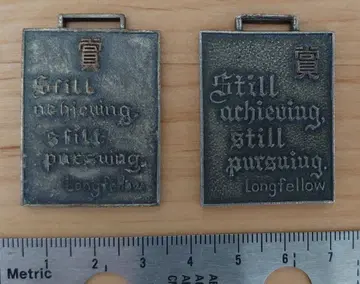 賞
Still
achieving,
still
pursuing.
Longfellow
賞
Still
achieving,
still
pursuing.
Longfellow
Metric 1 2 3 4 5 6 7